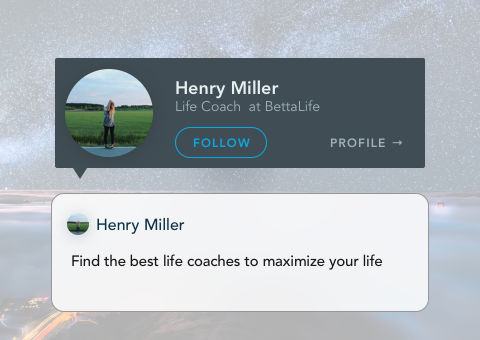 Henry Miller
Life Coach at BettaLife
FOLLOW
PROFILE →
Henry Miller
Find the best life coaches to maximize your life